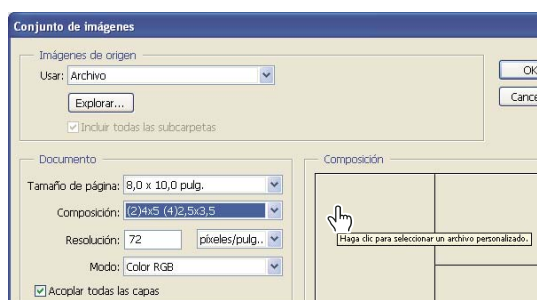 Conjunto de imágenes
Imágenes de origen
Usar: Archivo
OK
Explorar...
Cance
Incluir todas las subcarpetas
Documento
Composición
Tamaño de página: 8,0 x 10,0 pulg.
Composición: (2)4x5 (4)2,5x3,5
Resolución: 72 píxeles/pulg..
Haga clic para seleccionar un archivo personalizado.
Modo: Color RGB
Acoplar todas las capas